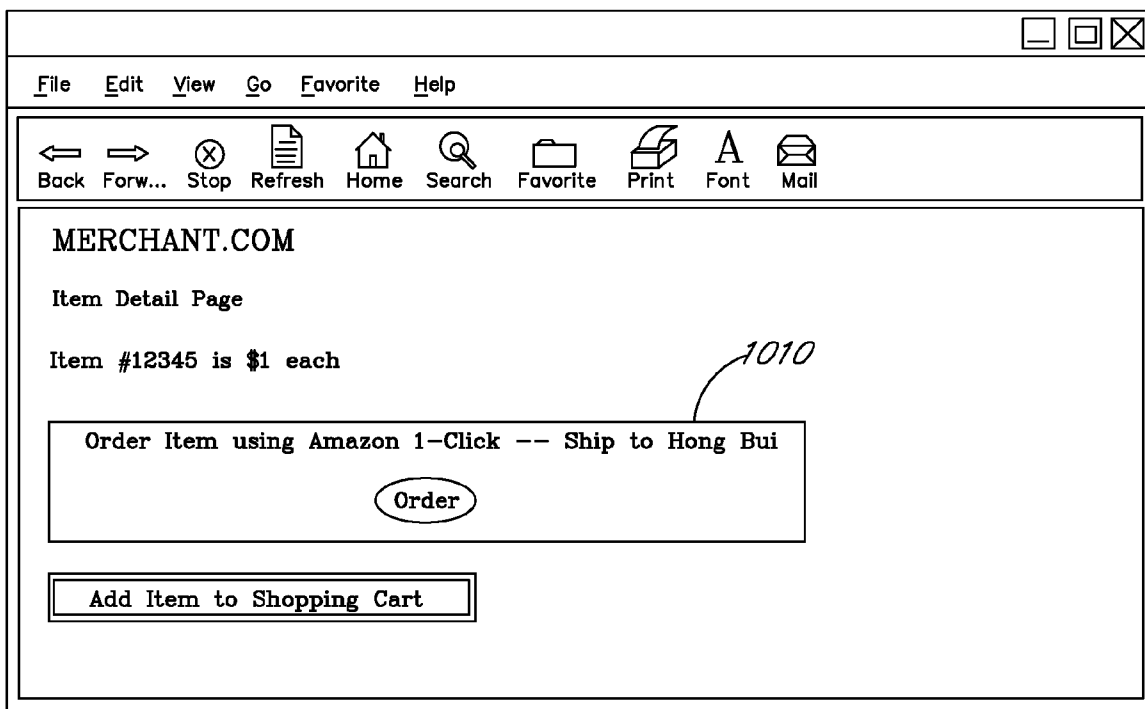 File Edit View Go Favorite Help
Back Forw... Stop Refresh Home Search Favorite Print Font Mail
MERCHANT.COM
Item Detail Page
Item #12345 is $1 each
1010
Order Item using Amazon 1-Click -- Ship to Hong Bui
Order
Add Item to Shopping Cart